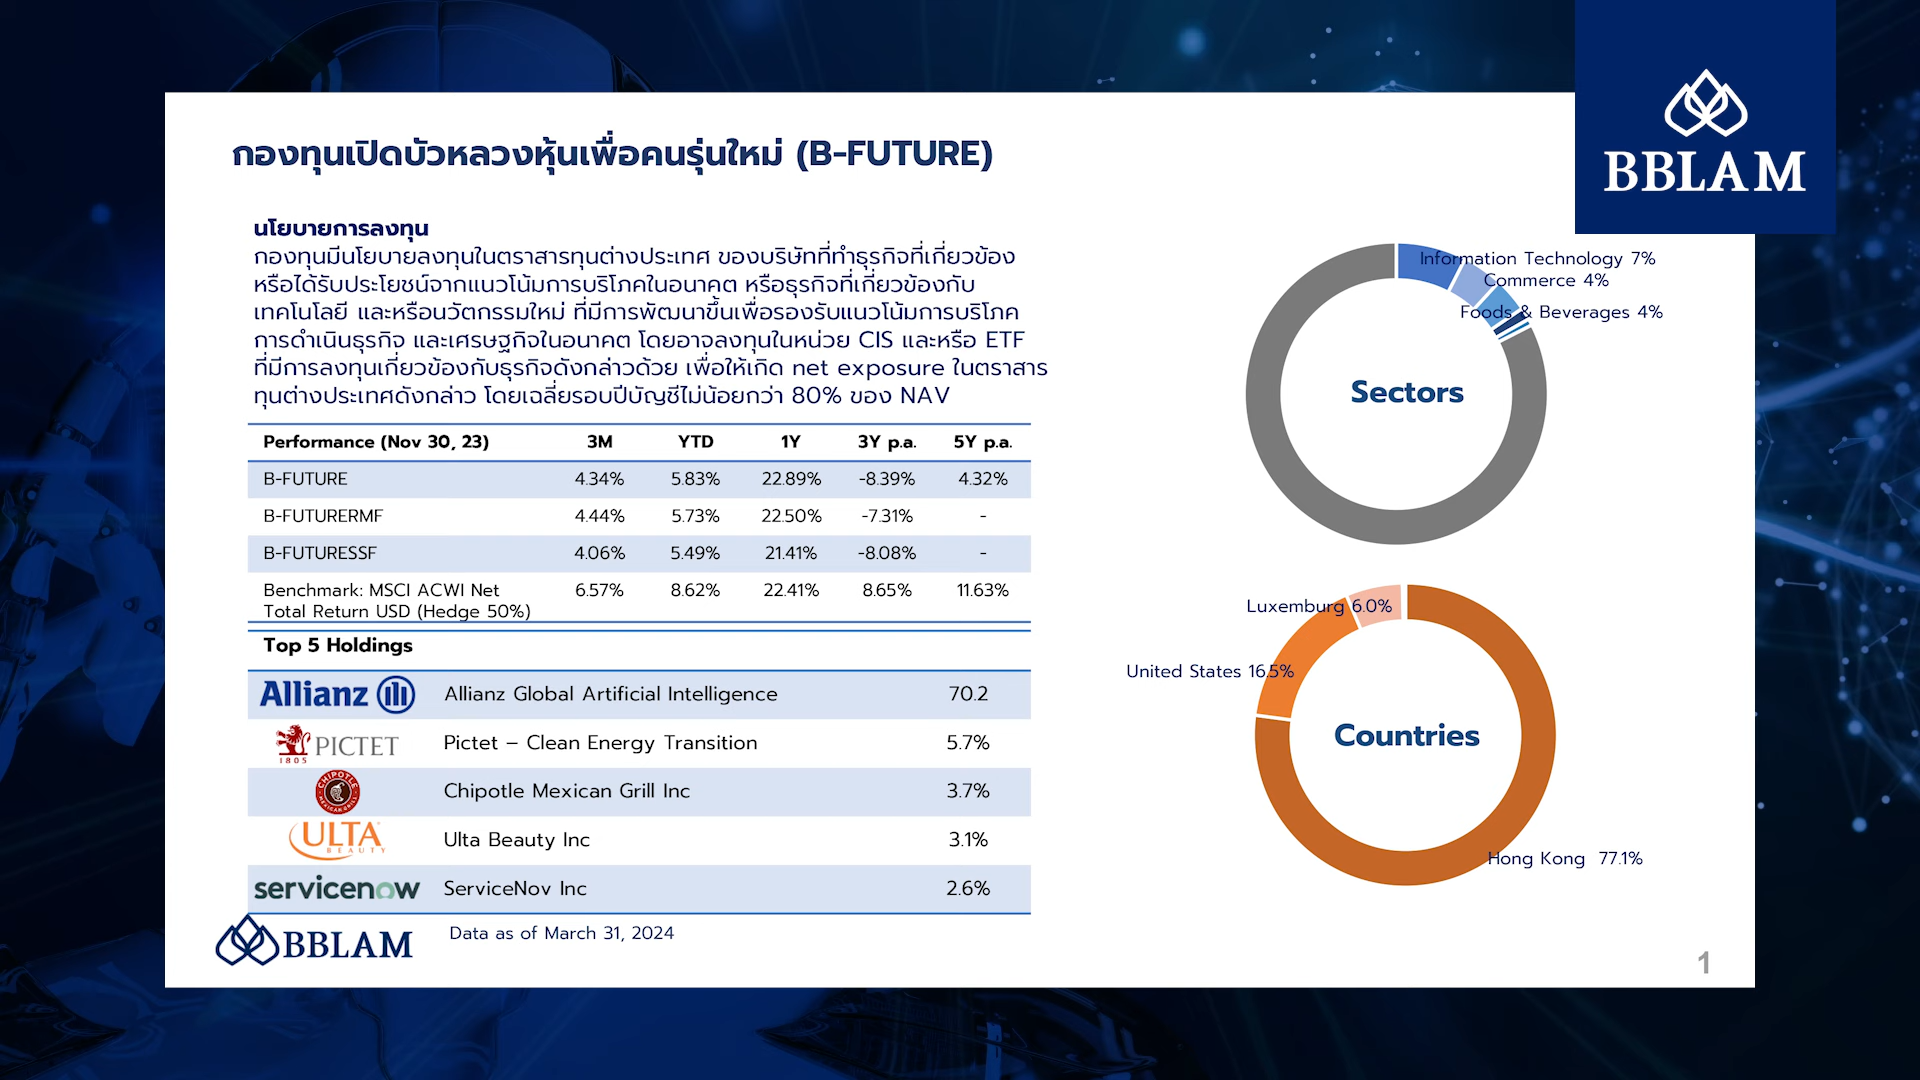 BBLAM
กองทุนเปิดบัวหลวงหุ้นเพื่อคนรุ่นใหม่ (B-FUTURE)
นโยบายการลงทุน
กองทุนมีนโยบายลงทุนในตราสารทุนต่างประเทศ ของบริษัทที่ทำธุรกิจที่เกี่ยวข้อง
หรือได้รับประโยชน์จากแนวโน้มการบริโภคในอนาคต หรือธุรกิจที่เกี่ยวข้องกับ
เทคโนโลยี และหรือนวัตกรรมใหม่ ที่มีการพัฒนาขึ้นเพื่อรองรับแนวโน้มการบริโภค
การดำเนินธุรกิจ และเศรษฐกิจในอนาคต โดยอาจลงทุนในหน่วย CIS และหรือ ETF
ที่มีการลงทุนเกี่ยวข้องกับธุรกิจดังกล่าวด้วย เพื่อให้เกิด net exposure ในตราสาร
ทุนต่างประเทศดังกล่าว โดยเฉลี่ยรอบปีบัญชีไม่น้อยกว่า 80% ของ NAV
Performance (Nov 30, 23) 3M YTD 1Y 3Y p.a. 5Y p.a.
B-FUTURE 4.34% 5.83% 22.89% -8.39% 4.32%
B-FUTURERMF 4.44% 5.73% 22.50% -7.31% -
B-FUTURESSF 4.06% 5.49% 21.41% -8.08% -
Benchmark: MSCI ACWI Net 6.57% 8.62% 22.41% 8.65% 11.63%
Total Return USD (Hedge 50%)
Top 5 Holdings
Allianz Allianz Global Artificial Intelligence 70.2
PICTET 1805 Pictet – Clean Energy Transition 5.7%
CHIPOTLE MEXICAN GRILL Chipotle Mexican Grill Inc 3.7%
ULTA BEAUTY Ulta Beauty Inc 3.1%
servicenow ServiceNov Inc 2.6%
BBLAM Data as of March 31, 2024
Information Technology 7%
Commerce 4%
Foods & Beverages 4%
Sectors
Luxemburg 6.0%
United States 16.5%
Countries
Hong Kong 77.1%
1